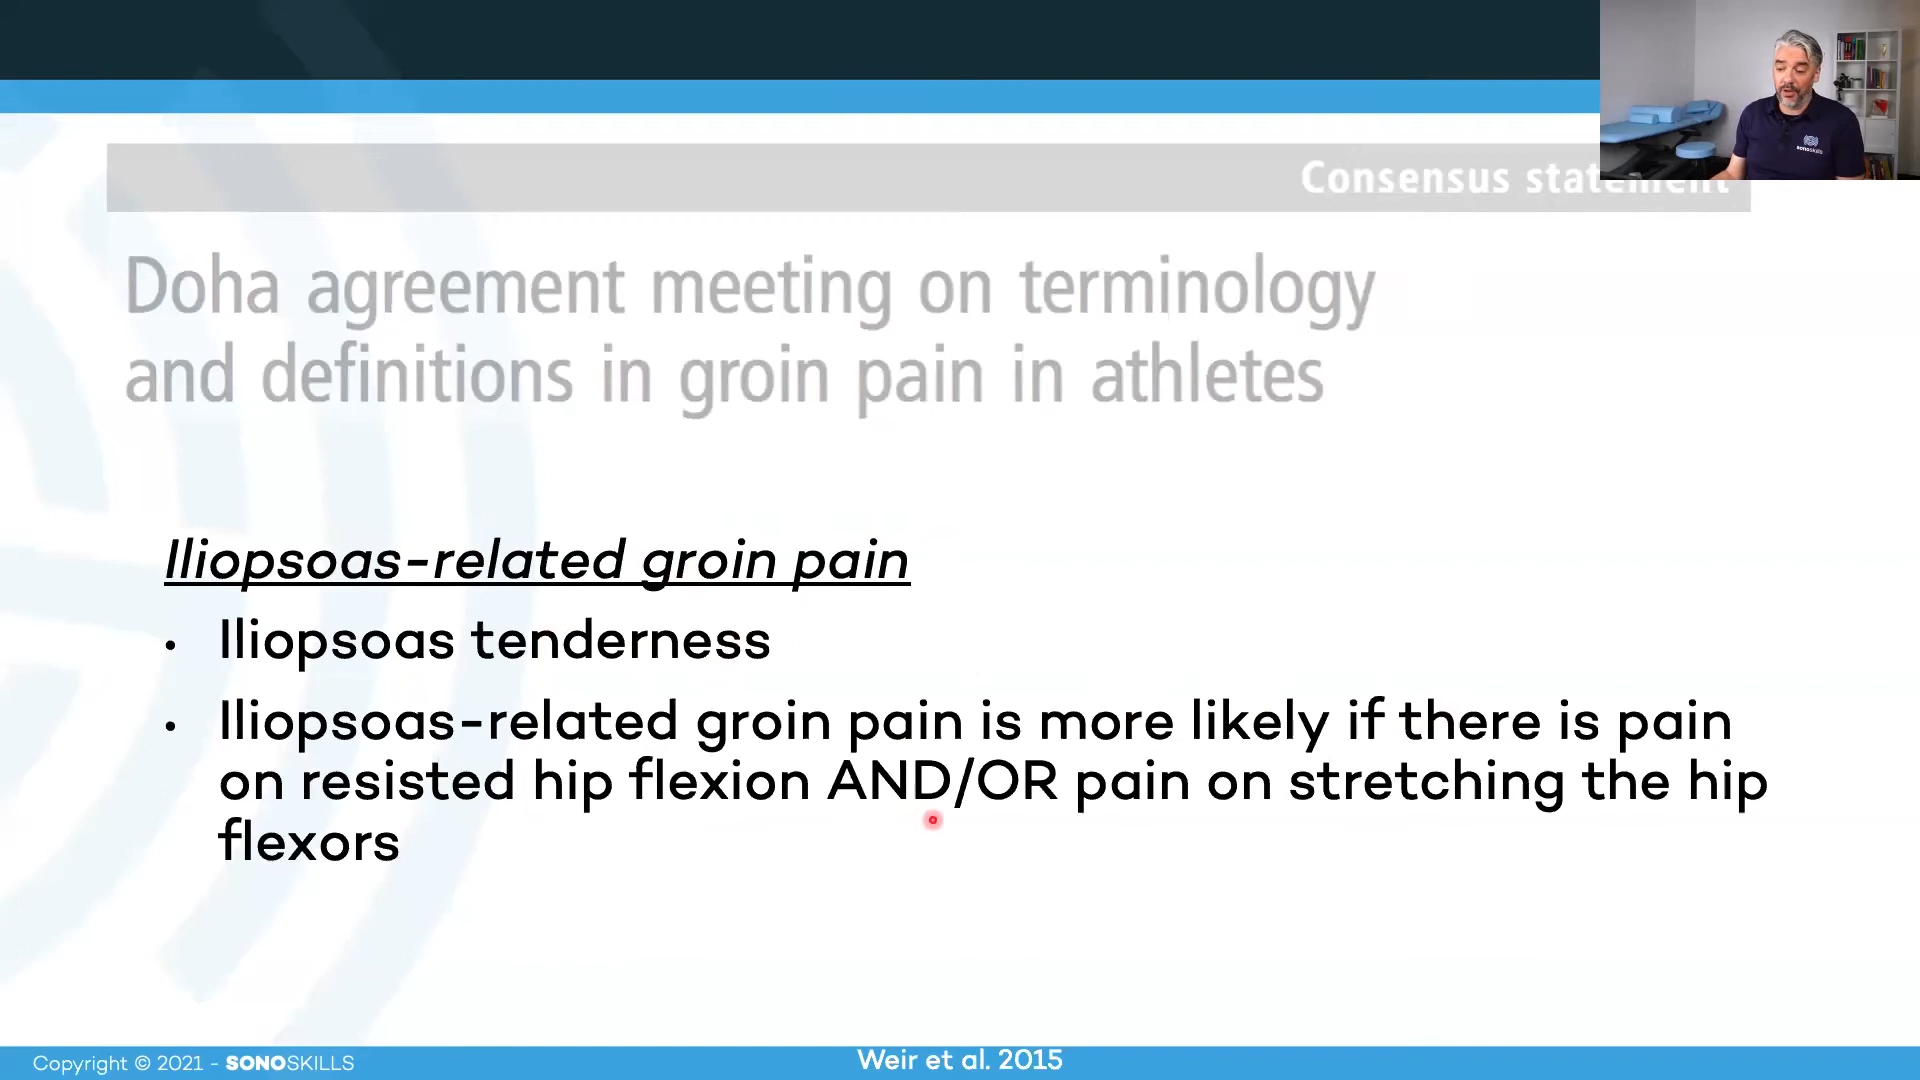 Consensus statement
Doha agreement meeting on terminology
and definitions in groin pain in athletes
Iliopsoas-related groin pain
• Iliopsoas tenderness
• Iliopsoas-related groin pain is more likely if there is pain
on resisted hip flexion AND/OR pain on stretching the hip
flexors
sonoskills
Copyright © 2021 - SONOSKILLS
Weir et al. 2015